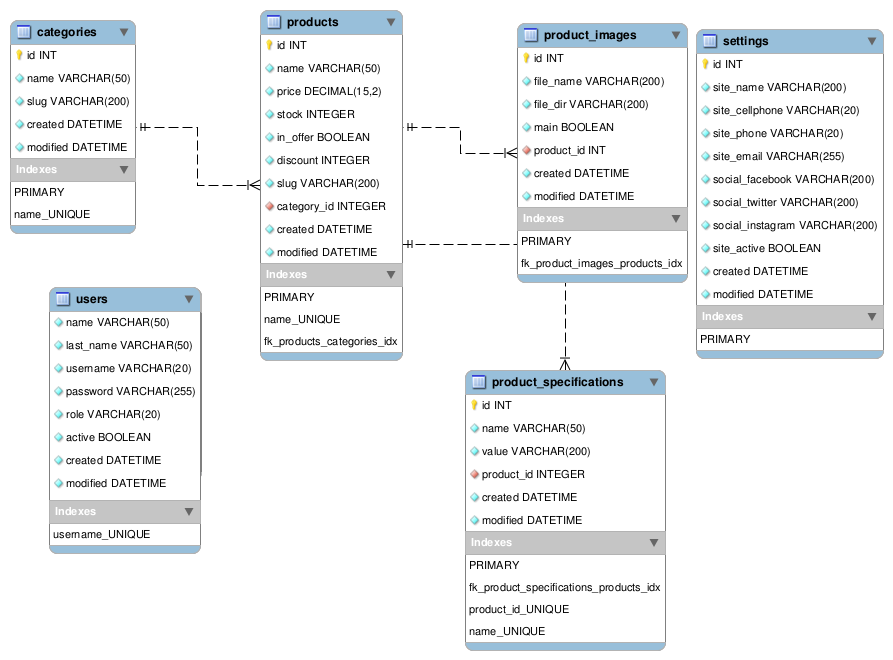 categories
id INT
name VARCHAR(50)
slug VARCHAR(200)
created DATETIME
modified DATETIME
Indexes
PRIMARY
name_UNIQUE
products
id INT
name VARCHAR(50)
price DECIMAL(15,2)
stock INTEGER
in_offer BOOLEAN
discount INTEGER
slug VARCHAR(200)
category_id INTEGER
created DATETIME
modified DATETIME
Indexes
PRIMARY
name_UNIQUE
fk_products_categories_idx
product_images
id INT
file_name VARCHAR(200)
file_dir VARCHAR(200)
main BOOLEAN
product_id INT
created DATETIME
modified DATETIME
Indexes
PRIMARY
fk_product_images_products_idx
settings
id INT
site_name VARCHAR(200)
site_cellphone VARCHAR(20)
site_phone VARCHAR(20)
site_email VARCHAR(255)
social_facebook VARCHAR(200)
social_twitter VARCHAR(200)
social_instagram VARCHAR(200)
site_active BOOLEAN
created DATETIME
modified DATETIME
Indexes
PRIMARY
users
name VARCHAR(50)
last_name VARCHAR(50)
username VARCHAR(20)
password VARCHAR(255)
role VARCHAR(20)
active BOOLEAN
created DATETIME
modified DATETIME
Indexes
username_UNIQUE
product_specifications
id INT
name VARCHAR(50)
value VARCHAR(200)
product_id INTEGER
created DATETIME
modified DATETIME
Indexes
PRIMARY
fk_product_specifications_products_idx
product_id_UNIQUE
name_UNIQUE